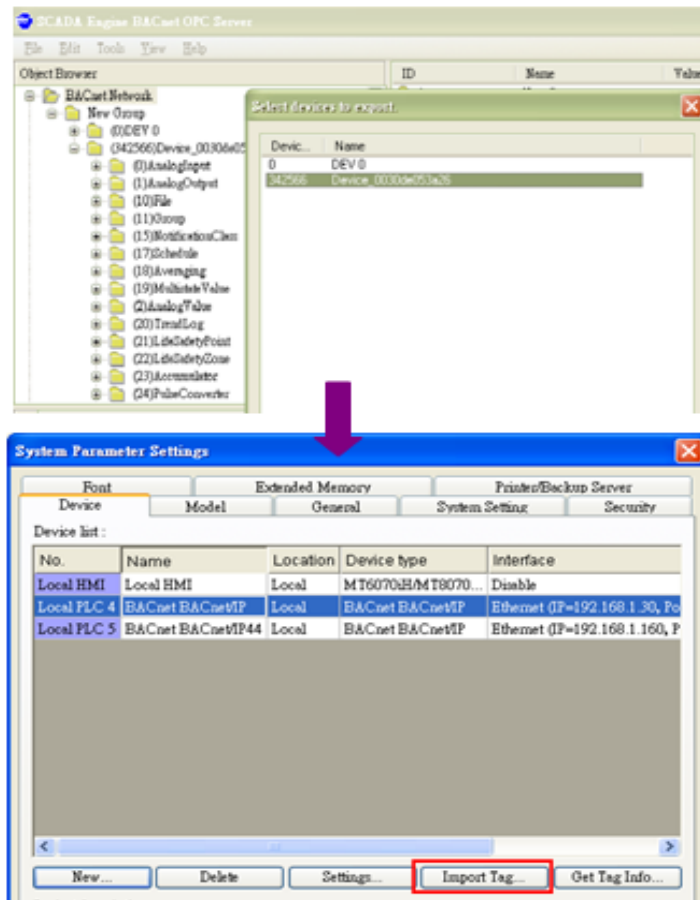 SCADA Engine BACnet OPC Server
File Edit Tools View Help
Object Browser ID Name Value
BACnet Network
New Group
(0)DEV 0
(342566)Device_0030de05
(0)AnalogInput
(1)AnalogOutput
(10)File
(11)Group
(15)NotificationClass
(17)Schedule
(18)Averaging
(19)MultistateValue
(2)AnalogValue
(20)TrendLog
(21)LifeSafetyPoint
(22)LifeSafetyZone
(23)Accumulator
(24)PulseConverter
Select devices to export.
Devic... Name
0 DEV 0
342566 Device_0030de053a26
System Parameter Settings
Font Extended Memory Printer/Backup Server
Device Model General System Setting Security
Device list :
No. Name Location Device type Interface
Local HMI Local HMI Local MT6070iH/MT8070... Disable
Local PLC 4 BACnet BACnet/IP Local BACnet BACnet/IP Ethernet (IP=192.168.1.30, Po
Local PLC 5 BACnet BACnet/IP44 Local BACnet BACnet/IP Ethernet (IP=192.168.1.160, P
New... Delete Settings... Import Tag... Get Tag Info...